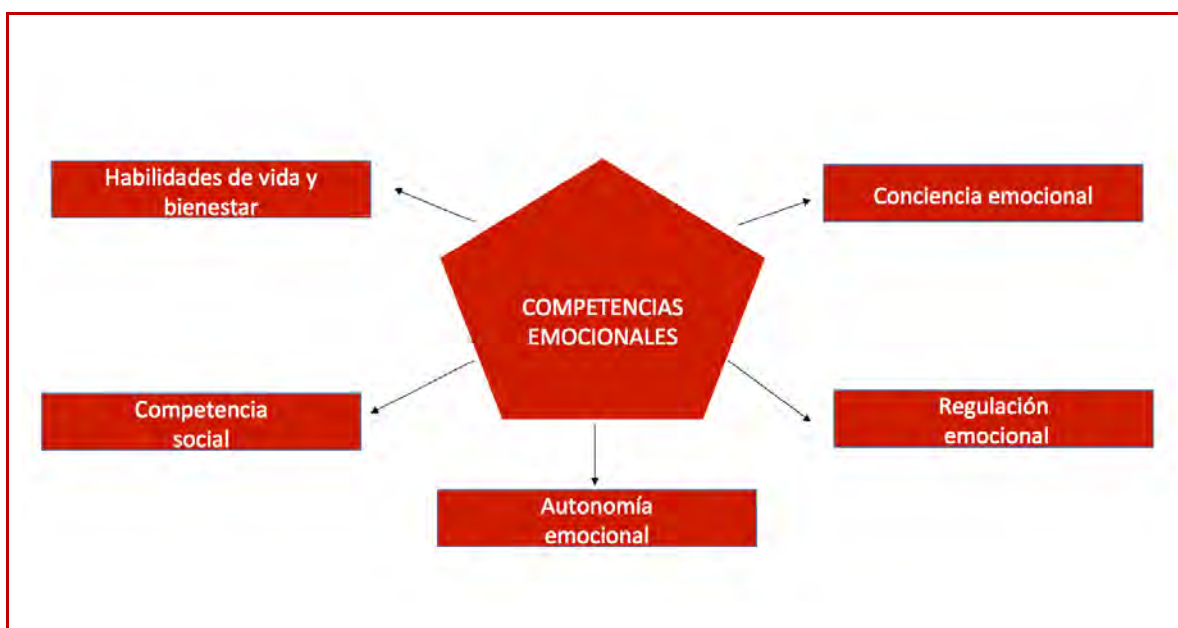 Habilidades de vida y
bienestar
Conciencia emocional
COMPETENCIAS
EMOCIONALES
Competencia
social
Regulación
emocional
Autonomía
emocional